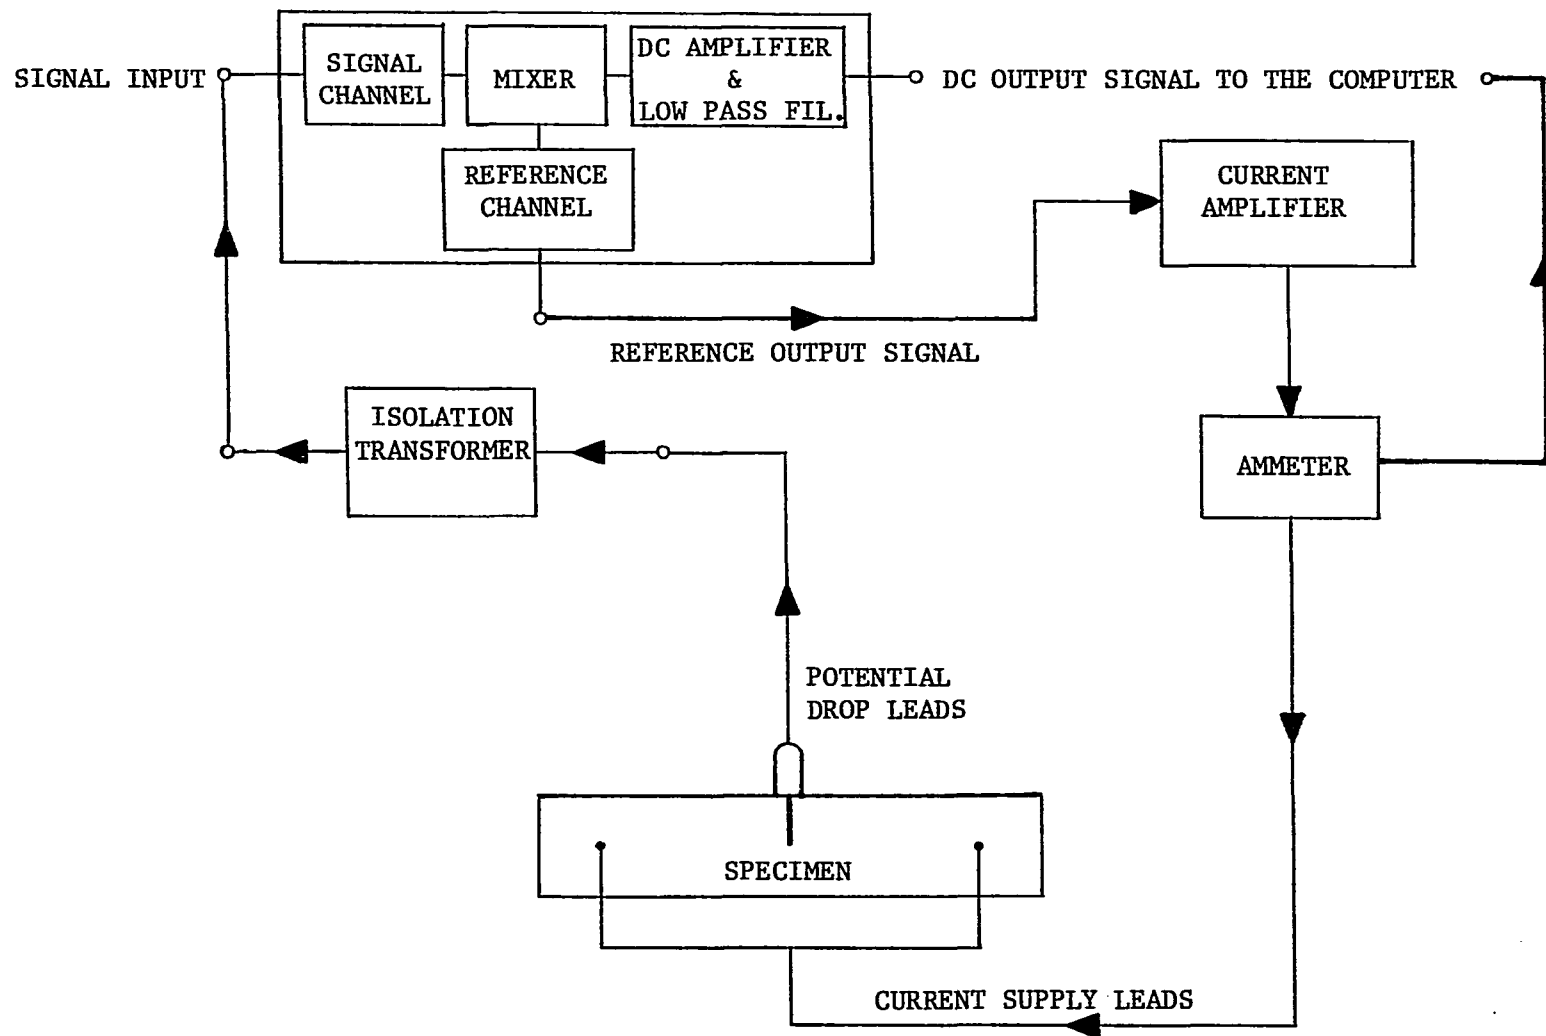 SIGNAL INPUT
SIGNAL
CHANNEL
MIXER
DC AMPLIFIER
&
LOW PASS FIL.
DC OUTPUT SIGNAL TO THE COMPUTER
REFERENCE
CHANNEL
CURRENT
AMPLIFIER
REFERENCE OUTPUT SIGNAL
ISOLATION
TRANSFORMER
AMMETER
POTENTIAL
DROP LEADS
SPECIMEN
CURRENT SUPPLY LEADS